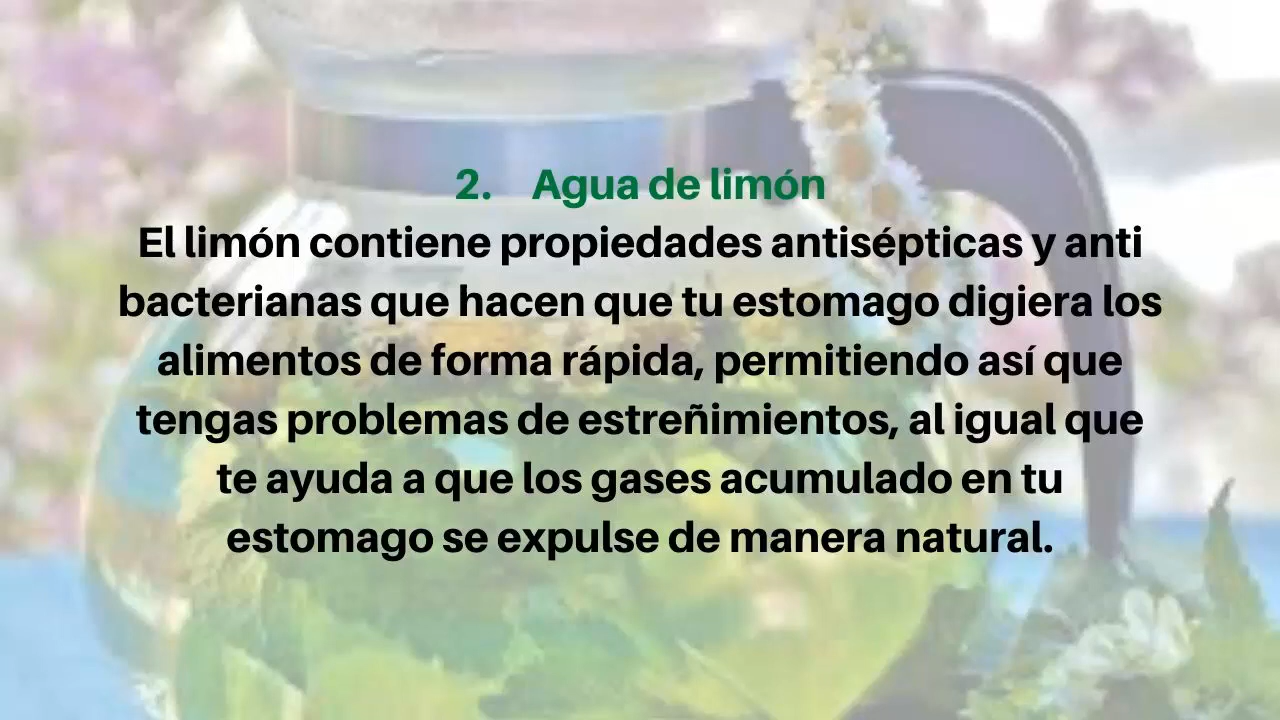 2. Agua de limón
El limón contiene propiedades antisépticas y anti
bacterianas que hacen que tu estomago digiera los
alimentos de forma rápida, permitiendo así que
tengas problemas de estreñimientos, al igual que
te ayuda a que los gases acumulado en tu
estomago se expulse de manera natural.